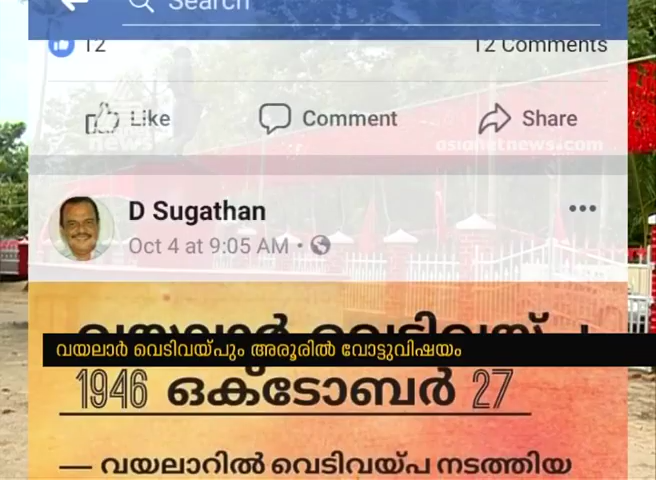 Search
12
12 Comments
Like
Comment
Share
news
asianetnews.com
D Sugathan
Oct 4 at 9:05 AM
വയലാർ വെടിവയ്പും അരൂരിൽ വോട്ടുവിഷയം
1946 ഒക്ടോബർ 27
— വയലാറിൽ വെടിവയ്പ നടത്തിയ